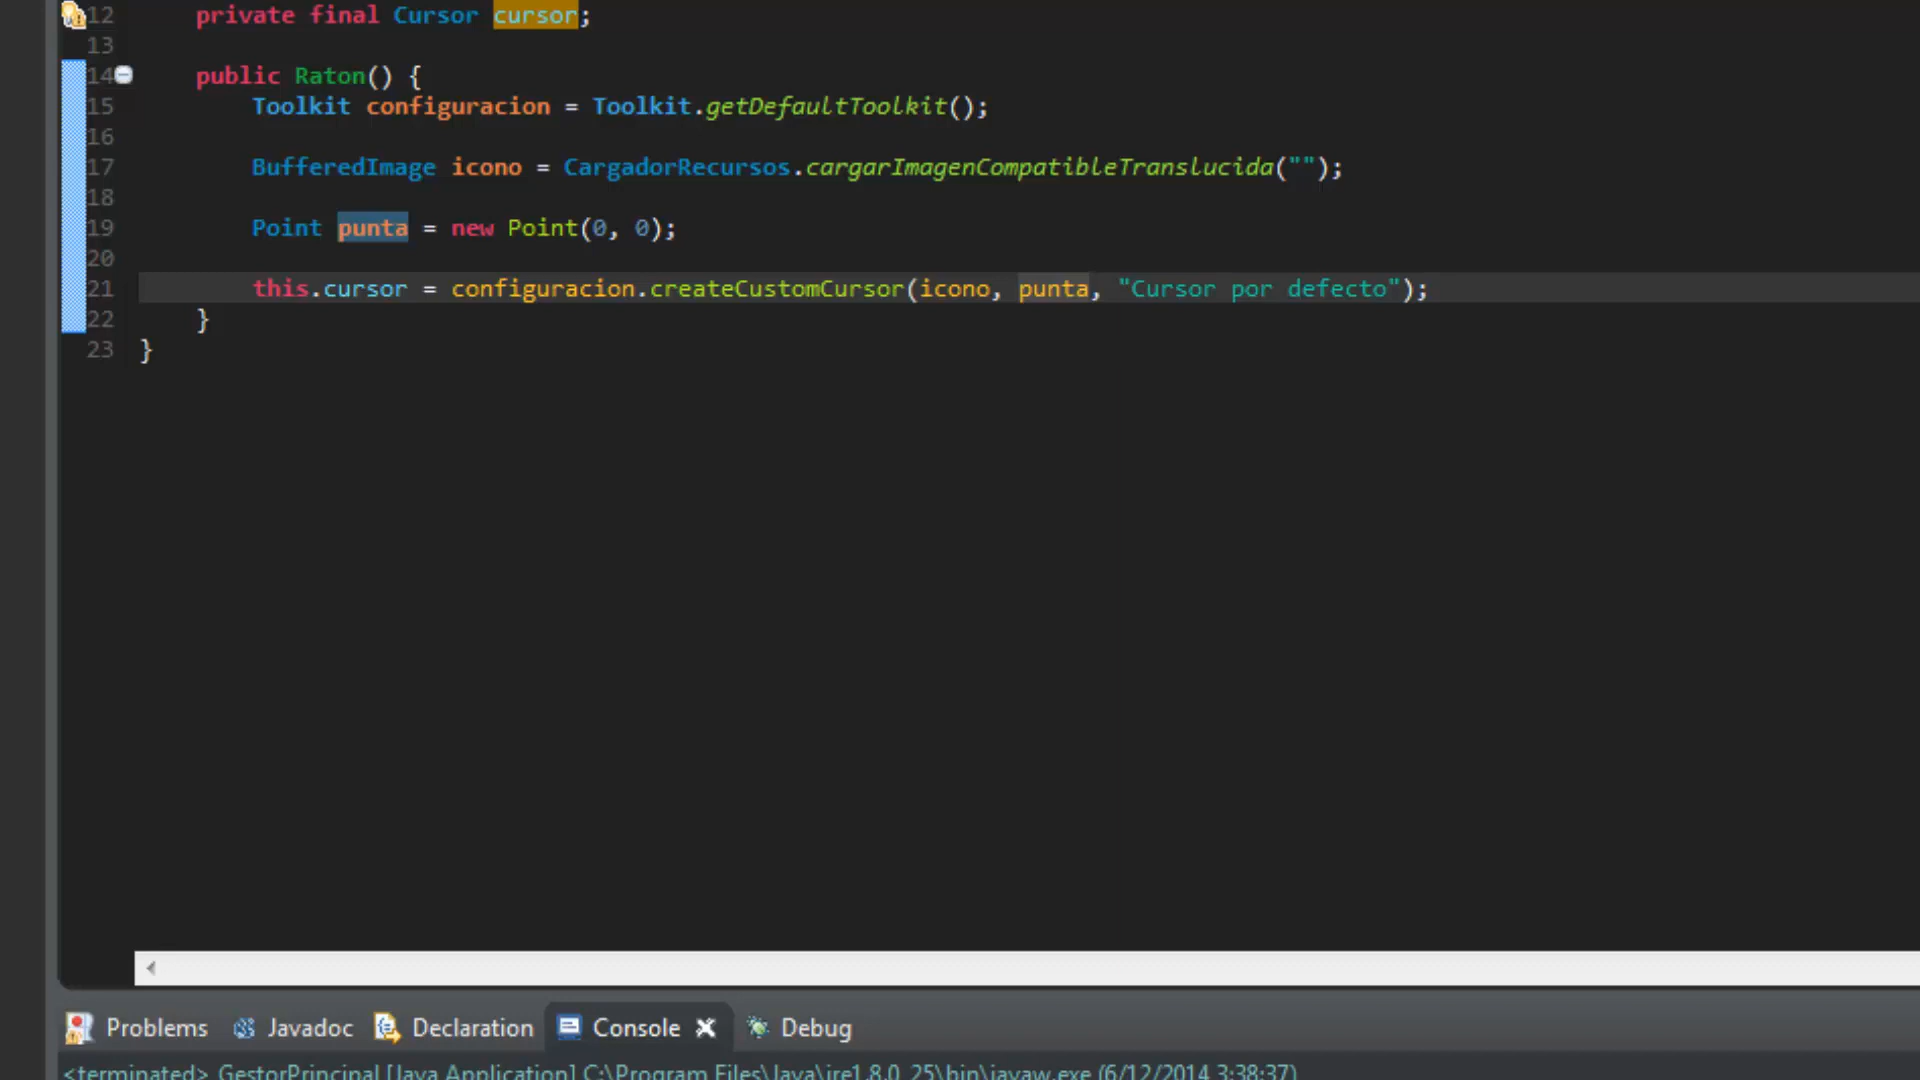 12 private final Cursor cursor;
13
14 public Raton() {
15 Toolkit configuracion = Toolkit.getDefaultToolkit();
16
17 BufferedImage icono = CargadorRecursos.cargarImagenCompatibleTranslucida("");
18
19 Point punta = new Point(0, 0);
20
21 this.cursor = configuracion.createCustomCursor(icono, punta, "Cursor por defecto");
22 }
23 }
Problems Javadoc Declaration Console Debug
<terminated> GestorPrincipal [Java Application] C:\Program Files\Java\jre1.8.0_25\bin\javaw.exe (6/12/2014 3:38:37)